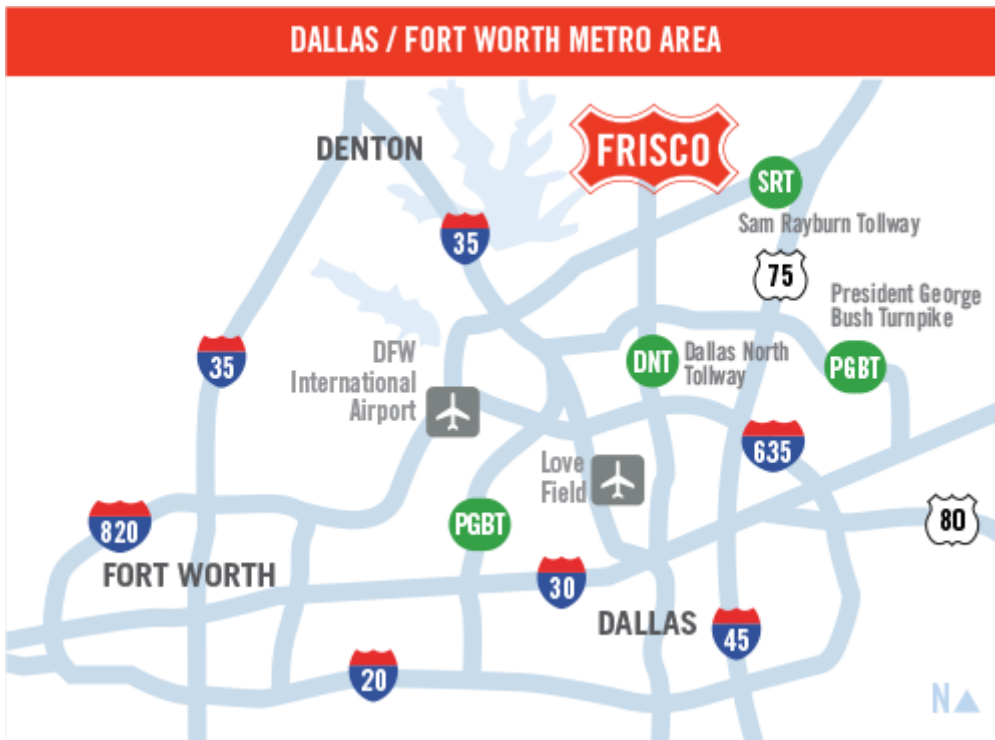 DALLAS / FORT WORTH METRO AREA
DENTON
FRISCO
SRT
Sam Rayburn Tollway
35
75
President George
Bush Turnpike
35
DFW
International
Airport
DNT
Dallas North
Tollway
PGBT
635
Love
Field
820
PGBT
80
FORT WORTH
30
DALLAS
45
20
N